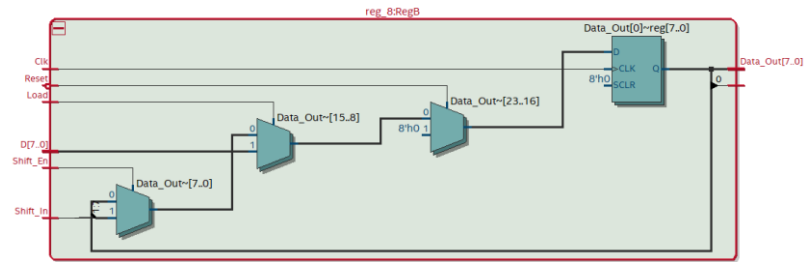 reg_8:RegB
Data_Out[0]~reg[7..0]
Clk
Reset
Load
D[7..0]
Shift_En
Shift_In
Data_Out~[7..0]
0
1
Data_Out~[15..8]
0
1
Data_Out~[23..16]
0
8'h0 1
D
>CLK
8'h0 SCLR
Q
Data_Out[7..0]
0